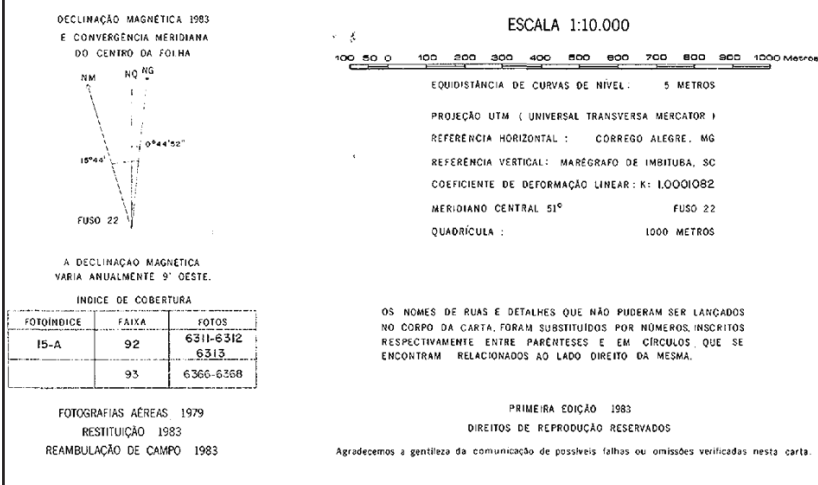 DECLINAÇÃO MAGNÉTICA 1983
E CONVERGÊNCIA MERIDIANA
DO CENTRO DA FOLHA
NM NQ NG
0°44'52"
15°44'
FUSO 22
A DECLINAÇÃO MAGNÉTICA
VARIA ANUALMENTE 9' OESTE.
INDICE DE COBERTURA
FOTOÍNDICE FAIXA FOTOS
15-A 92 6311-6312
6313
93 6366-6368
FOTOGRAFIAS AÉREAS 1979
RESTITUIÇÃO 1983
REAMBULAÇÃO DE CAMPO 1983
ESCALA 1:10.000
100 50 0 100 200 300 400 500 600 700 800 900 1000 Metros
EQUIDISTÂNCIA DE CURVAS DE NÍVEL: 5 METROS
PROJEÇÃO UTM ( UNIVERSAL TRANSVERSA MERCATOR )
REFERÊNCIA HORIZONTAL : CORREGO ALEGRE, MG
REFERÊNCIA VERTICAL: MARÉGRAFO DE IMBITUBA, SC
COEFICIENTE DE DEFORMAÇÃO LINEAR: K: 1.0001082
MERIDIANO CENTRAL 51° FUSO 22
QUADRÍCULA : 1000 METROS
OS NOMES DE RUAS E DETALHES QUE NÃO PUDERAM SER LANÇADOS
NO CORPO DA CARTA, FORAM SUBSTITUÍDOS POR NÚMEROS, INSCRITOS
RESPECTIVAMENTE ENTRE PARÊNTESES E EM CÍRCULOS, QUE SE
ENCONTRAM RELACIONADOS AO LADO DIREITO DA MESMA.
PRIMEIRA EDIÇÃO 1983
DIREITOS DE REPRODUÇÃO RESERVADOS
Agradecemos a gentileza da comunicação de possíveis falhas ou omissões verificadas nesta carta.